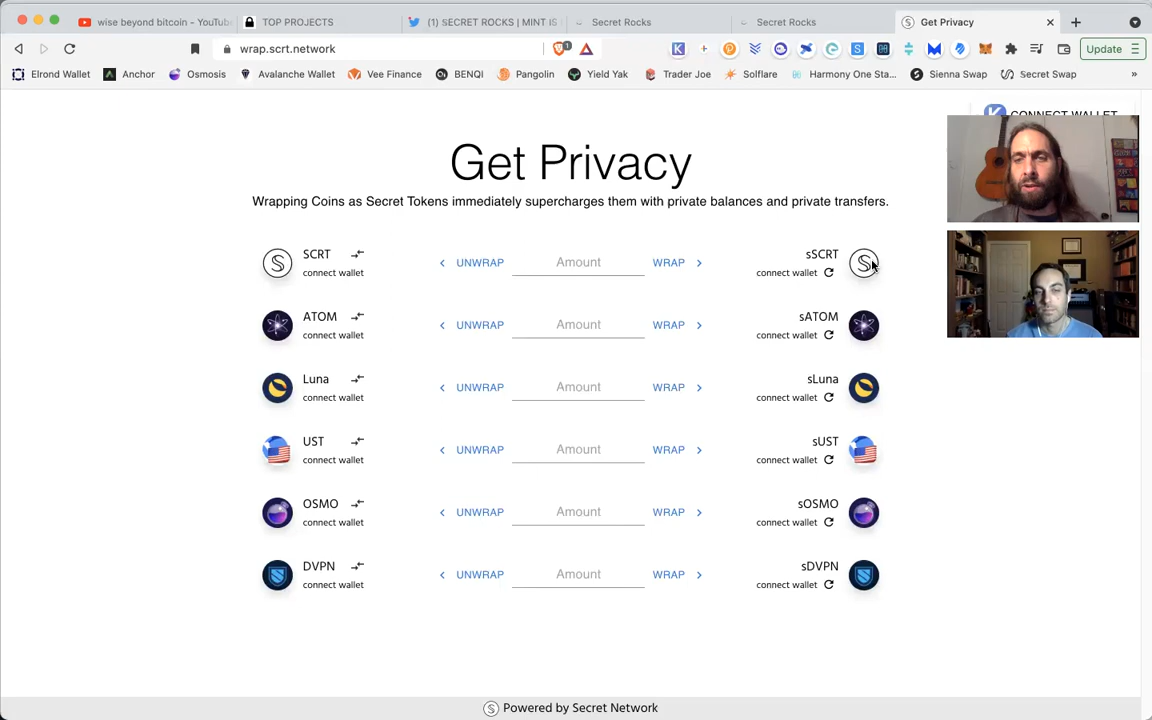 wise beyond bitcoin - YouTub
TOP PROJECTS
(1) SECRET ROCKS | MINT IS
Secret Rocks
Secret Rocks
Get Privacy
wrap.scrt.network
1
Update
Elrond Wallet
Anchor
Osmosis
Avalanche Wallet
Vee Finance
BENQI
Pangolin
Yield Yak
Trader Joe
Solflare
Harmony One Sta...
Sienna Swap
Secret Swap
»
CONNECT WALLET
Get Privacy
Wrapping Coins as Secret Tokens immediately supercharges them with private balances and private transfers.
SCRT
connect wallet
UNWRAP
Amount
WRAP
sSCRT
connect wallet
ATOM
connect wallet
UNWRAP
Amount
WRAP
sATOM
connect wallet
Luna
connect wallet
UNWRAP
Amount
WRAP
sLuna
connect wallet
UST
connect wallet
UNWRAP
Amount
WRAP
sUST
connect wallet
OSMO
connect wallet
UNWRAP
Amount
WRAP
sOSMO
connect wallet
DVPN
connect wallet
UNWRAP
Amount
WRAP
sDVPN
connect wallet
Powered by Secret Network